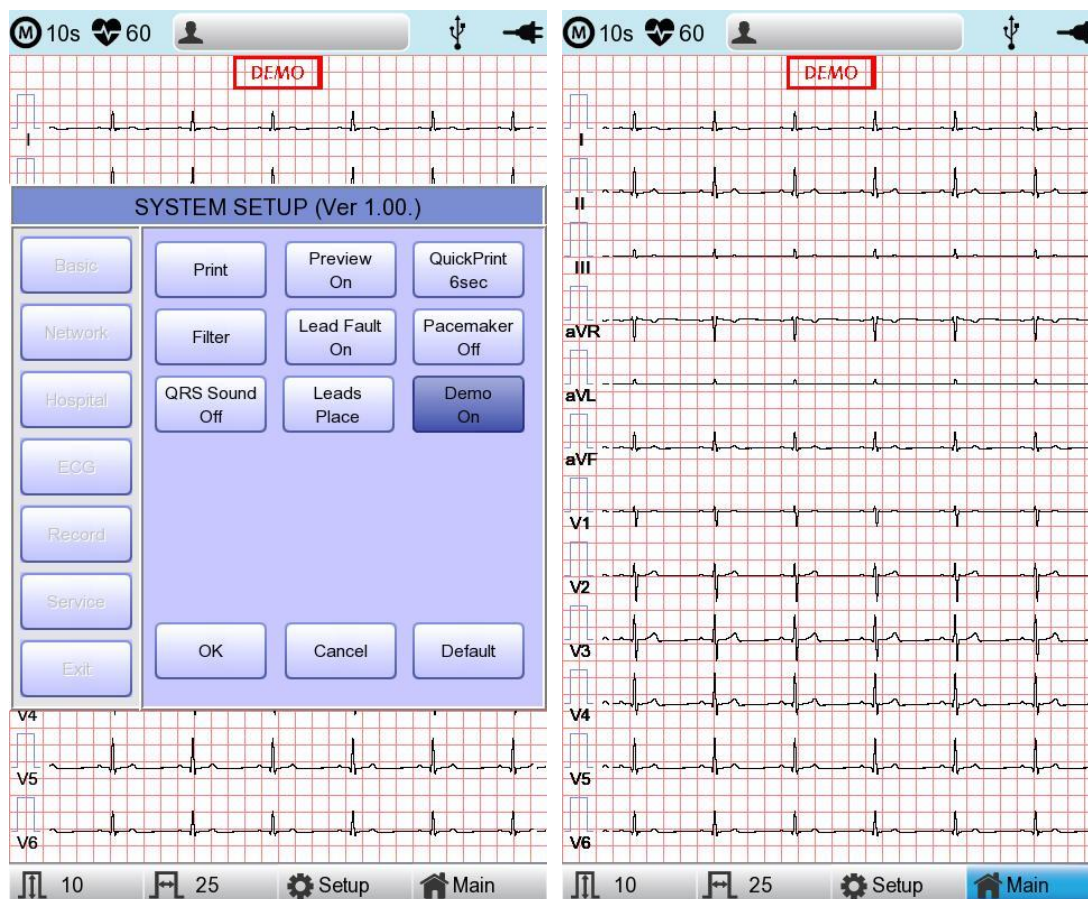 M 10s 60
DEMO
I
SYSTEM SETUP (Ver 1.00.)
Basic
Network
Hospital
ECG
Record
Service
Exit
Print
Preview
On
QuickPrint
6sec
Filter
Lead Fault
On
Pacemaker
Off
QRS Sound
Off
Leads
Place
Demo
On
OK
Cancel
Default
V4
V5
V6
10
25
Setup
Main
M 10s 60
DEMO
I
II
III
aVR
aVL
aVF
V1
V2
V3
V4
V5
V6
10
25
Setup
Main